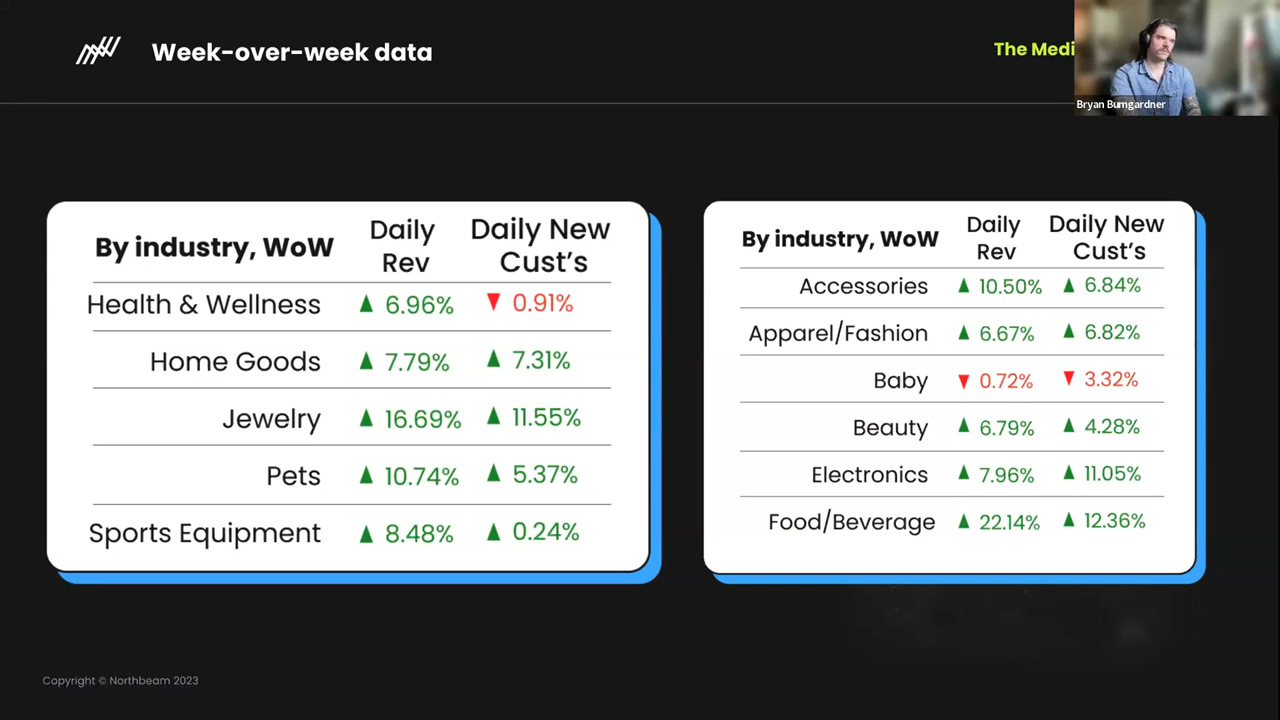 Week-over-week data
The Medi
Bryan Bumgardner
By industry, WoW Daily Rev Daily New Cust's
Health & Wellness ▲ 6.96% ▼ 0.91%
Home Goods ▲ 7.79% ▲ 7.31%
Jewelry ▲ 16.69% ▲ 11.55%
Pets ▲ 10.74% ▲ 5.37%
Sports Equipment ▲ 8.48% ▲ 0.24%
By industry, WoW Daily Rev Daily New Cust's
Accessories ▲ 10.50% ▲ 6.84%
Apparel/Fashion ▲ 6.67% ▲ 6.82%
Baby ▼ 0.72% ▼ 3.32%
Beauty ▲ 6.79% ▲ 4.28%
Electronics ▲ 7.96% ▲ 11.05%
Food/Beverage ▲ 22.14% ▲ 12.36%
Copyright © Northbeam 2023